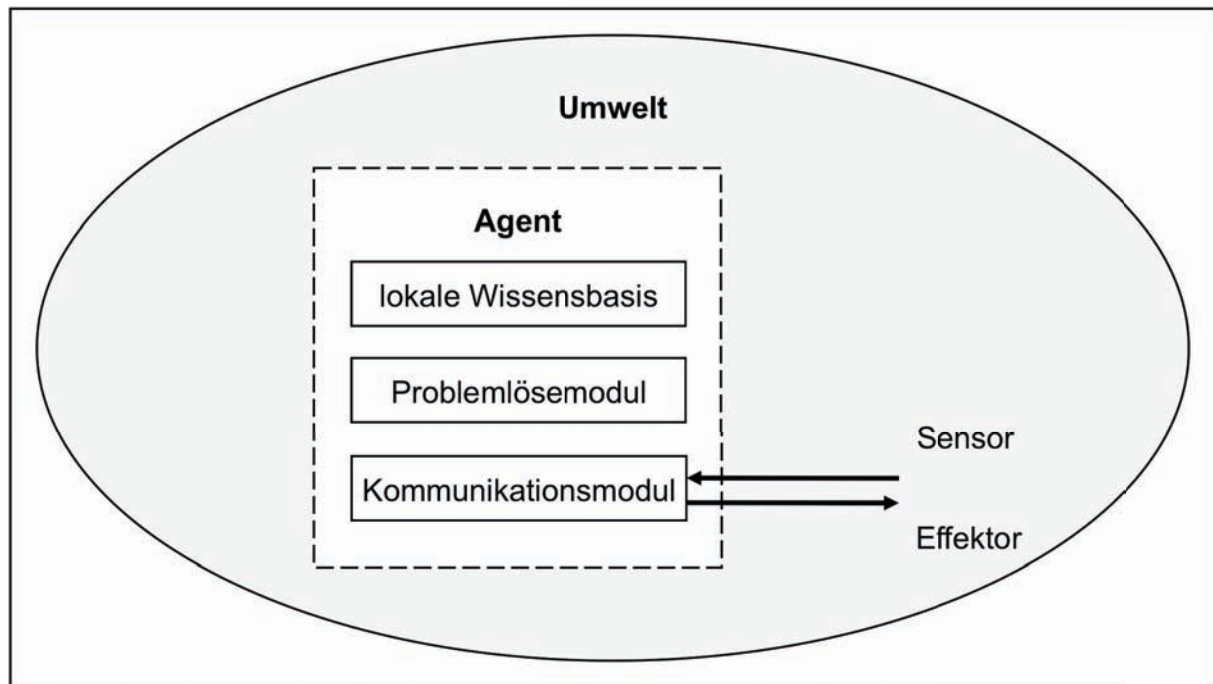 Umwelt
Agent
lokale Wissensbasis
Problemlösemodul
Kommunikationsmodul
Sensor
Effektor